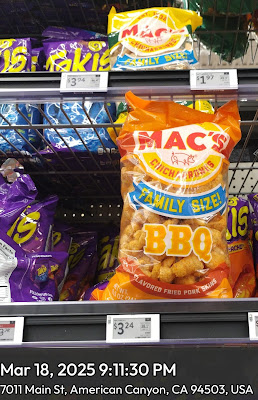 MAC'S
FAMILY SIZE!
$3 24
$1 97
akis
MAC'S
CHICHARRONES
FAMILY SIZE!
BBQ
FLAVORED FRIED PORK SKINS
$3 24
Mar 18, 2025 9:11:30 PM
7011 Main St, American Canyon, CA 94503, USA